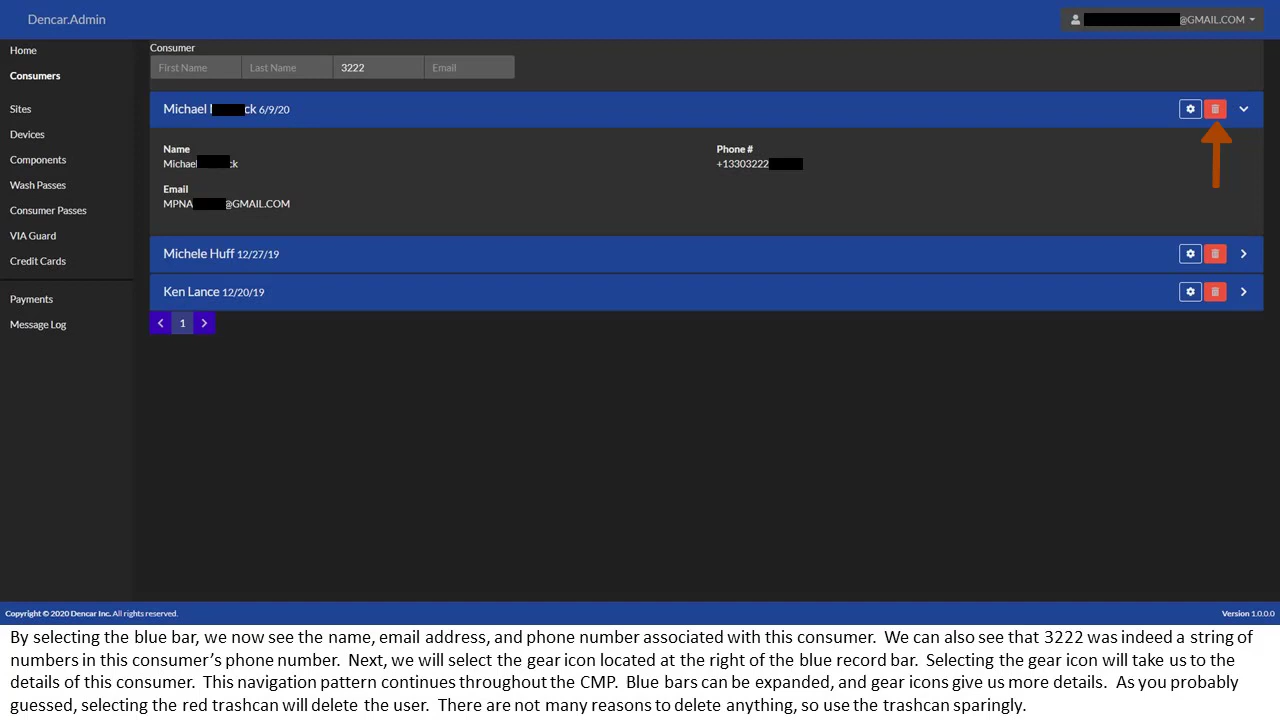 Dencar.Admin
@GMAIL.COM
Home
Consumers
Sites
Devices
Components
Wash Passes
Consumer Passes
VIA Guard
Credit Cards
Payments
Message Log
Consumer
First Name Last Name 3222 Email
Michael ck 6/9/20
Name
Michael ck
Phone #
+13303222
Email
MPNA @GMAIL.COM
Michele Huff 12/27/19
Ken Lance 12/20/19
1
Copyright © 2020 Dencar Inc. All rights reserved.
Version 1.0.0.0
By selecting the blue bar, we now see the name, email address, and phone number associated with this consumer. We can also see that 3222 was indeed a string of
numbers in this consumer’s phone number. Next, we will select the gear icon located at the right of the blue record bar. Selecting the gear icon will take us to the
details of this consumer. This navigation pattern continues throughout the CMP. Blue bars can be expanded, and gear icons give us more details. As you probably
guessed, selecting the red trashcan will delete the user. There are not many reasons to delete anything, so use the trashcan sparingly.